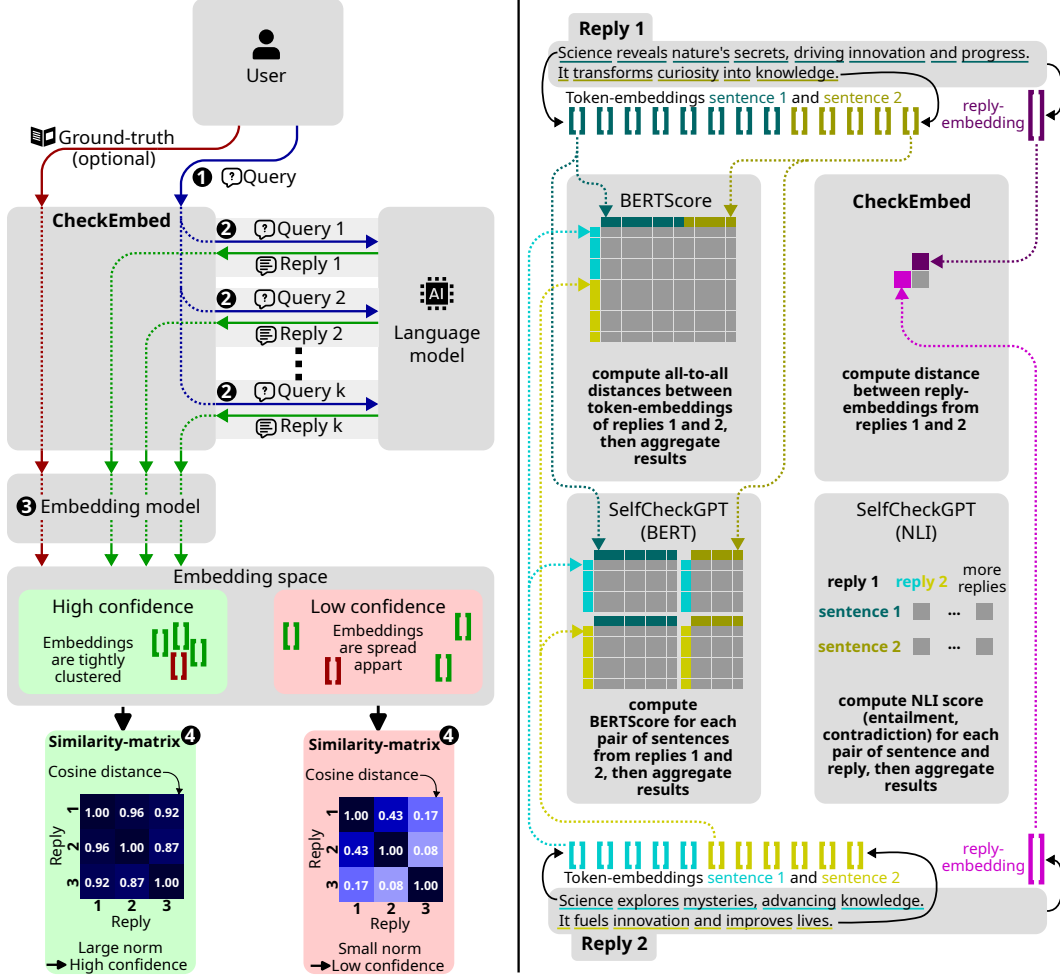 User
Ground-truth
(optional)
1 ?Query
CheckEmbed
2 ?Query 1
Reply 1
2 ?Query 2
Reply 2
2 ?Query k
Reply k
AI
Language
model
3 Embedding model
Embedding space
High confidence
Embeddings
are tightly
clustered
Low confidence
Embeddings
are spread
appart
Similarity-matrix 4
Cosine distance
1 1.00 0.96 0.92
2 0.96 1.00 0.87
3 0.92 0.87 1.00
Reply
1 2 3
Reply
Large norm
High confidence
Similarity-matrix 4
Cosine distance
1 1.00 0.43 0.17
2 0.43 1.00 0.08
3 0.17 0.08 1.00
Reply
1 2 3
Reply
Small norm
Low confidence
Reply 1
Science reveals nature's secrets, driving innovation and progress.
It transforms curiosity into knowledge.
Token-embeddings sentence 1 and sentence 2
reply-
embedding
BERTScore
compute all-to-all
distances between
token-embeddings
of replies 1 and 2,
then aggregate
results
CheckEmbed
compute distance
between reply-
embeddings from
replies 1 and 2
SelfCheckGPT
(BERT)
compute
BERTScore for each
pair of sentences
from replies 1 and
2, then aggregate
results
SelfCheckGPT
(NLI)
reply 1 reply 2 more
replies
sentence 1 ...
sentence 2 ...
compute NLI score
(entailment,
contradiction) for each
pair of sentence and
reply, then aggregate
results
reply-
embedding
Token-embeddings sentence 1 and sentence 2
Science explores mysteries, advancing knowledge.
It fuels innovation and improves lives.
Reply 2